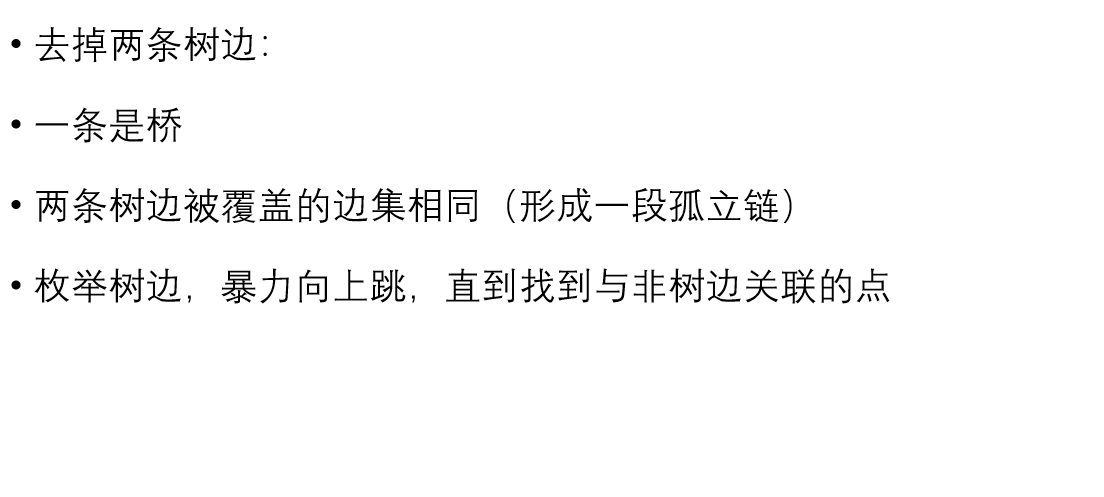 • 去掉两条树边：
• 一条是桥
• 两条树边被覆盖的边集相同（形成一段孤立链）
• 枚举树边，暴力向上跳，直到找到与非树边关联的点